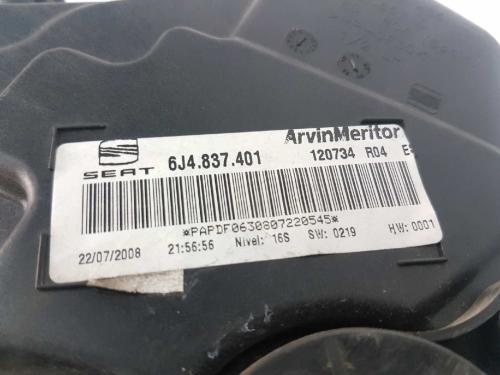 ArvinMeritor
SEAT 6J4.837.401 120734 R04
*PAPDF0630807220545*
22/07/2008 21:56:56 Nivel: 16S SW: 0219 HW: 0001